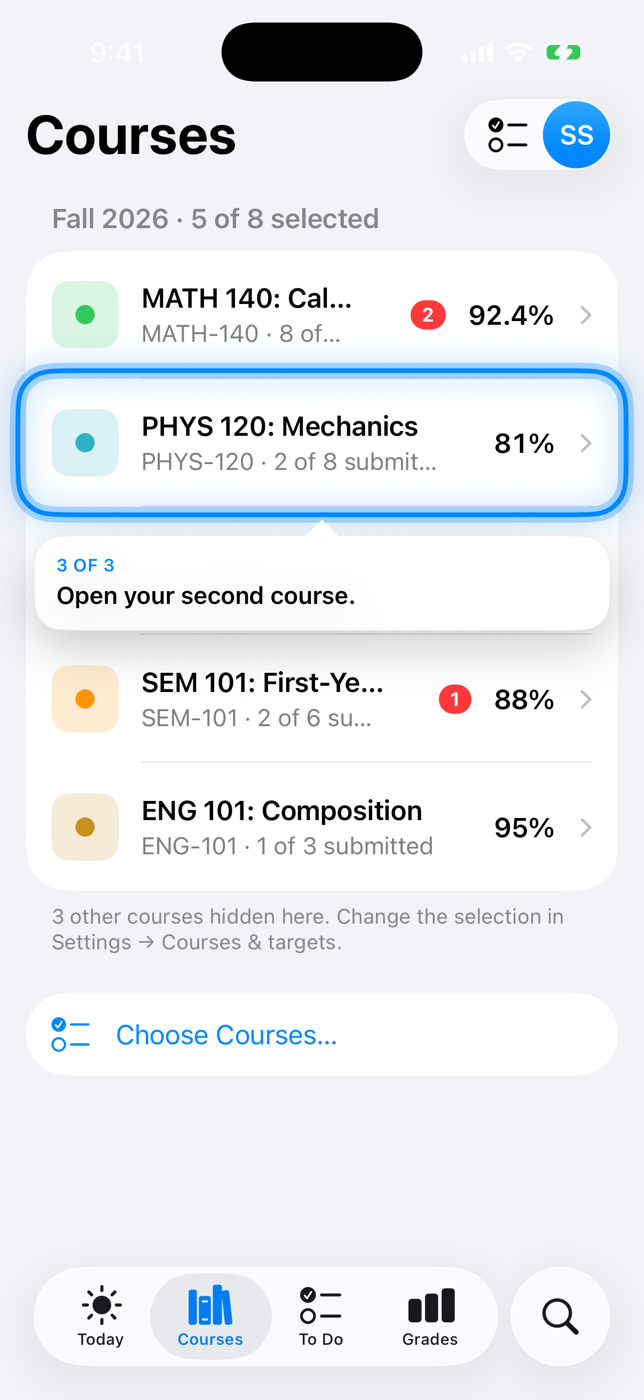 9:41
Courses
SS
Fall 2026 · 5 of 8 selected
MATH 140: Cal...
2
92.4%
MATH-140 · 8 of...
PHYS 120: Mechanics
81%
PHYS-120 · 2 of 8 submit...
3 OF 3
Open your second course.
SEM 101: First-Ye...
1
88%
SEM-101 · 2 of 6 su...
ENG 101: Composition
95%
ENG-101 · 1 of 3 submitted
3 other courses hidden here. Change the selection in
Settings → Courses & targets.
Choose Courses...
Today
Courses
To Do
Grades